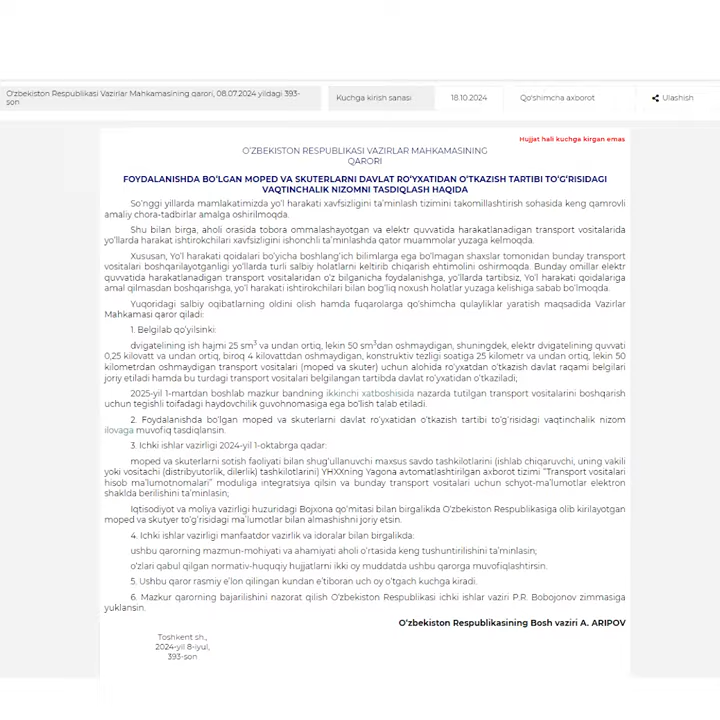 O'zbekiston Respublikasi Vazirlar Mahkamasining qarori, 08.07.2024 yildagi 393-
son
Kuchga kirish sanasi
18.10.2024
Qo'shimcha axborot
Ulashish
Hujjat hali kuchga kirgan emas
O'ZBEKISTON RESPUBLIKASI VAZIRLAR MAHKAMASINING
QARORI
FOYDALANISHDA BO'LGAN MOPED VA SKUTERLARNI DAVLAT RO'YXATIDAN O'TKAZISH TARTIBI TO'G'RISIDAGI
VAQTINCHALIK NIZOMNI TASDIQLASH HAQIDA
So'nggi yillarda mamlakatimizda yo'l harakati xavfsizligini ta'minlash tizimini takomillashtirish sohasida keng qamrovli
amaliy chora-tadbirlar amalga oshirilmoqda.
Shu bilan birga, aholi orasida tobora ommalashayotgan va elektr quvvatida harakatlanadigan transport vositalarida
yo'llarda harakat ishtirokchilari xavfsizligini ishonchli ta'minlashda qator muammolar yuzaga kelmoqda.
Xususan, Yo'l harakati qoidalari bo'yicha boshlang'ich bilimlarga ega bo'lmagan shaxslar tomonidan bunday transport
vositalari boshqarilayotganligi yo'llarda turli salbiy holatlarni keltirib chiqarish ehtimolini oshirmoqda. Bunday omillar elektr
quvvatida harakatlanadigan transport vositalaridan o'z bilganicha foydalanishga, yo'llarda tartibsiz, Yo'l harakati qoidalariga
amal qilmasdan boshqarishga, yo'l harakati ishtirokchilari bilan bog'liq noxush holatlar yuzaga kelishiga sabab bo'lmoqda.
Yuqoridagi salbiy oqibatlarning oldini olish hamda fuqarolarga qo'shimcha qulayliklar yaratish maqsadida Vazirlar
Mahkamasi qaror qiladi:
1. Belgilab qo'yilsinki:
dvigatelining ish hajmi 25 sm³ va undan ortiq, lekin 50 sm³dan oshmaydigan, shuningdek, elektr dvigatelining quvvati
0,25 kilovatt va undan ortiq, biroq 4 kilovattdan oshmaydigan, konstruktiv tezligi soatiga 25 kilometr va undan ortiq, lekin 50
kilometrdan oshmaydigan transport vositalari (moped va skuter) uchun alohida ro'yxatdan o'tkazish davlat raqami belgilari
joriy etiladi hamda bu turdagi transport vositalari belgilangan tartibda davlat ro'yxatidan o'tkaziladi;
2025-yil 1-martdan boshlab mazkur bandning ikkinchi xatboshisida nazarda tutilgan transport vositalarini boshqarish
uchun tegishli toifadagi haydovchilik guvohnomasiga ega bo'lish talab etiladi.
2. Foydalanishda bo'lgan moped va skuterlarni davlat ro'yxatidan o'tkazish tartibi to'g'risidagi vaqtinchalik nizom
ilovaga muvofiq tasdiqlansin.
3. Ichki ishlar vazirligi 2024-yil 1-oktabrga qadar:
moped va skuterlarni sotish faoliyati bilan shug'ullanuvchi maxsus savdo tashkilotlarini (ishlab chiqaruvchi, uning vakili
yoki vositachi (distribyutorlik, dilerlik) tashkilotlarini) YHXXning Yagona avtomatlashtirilgan axborot tizimi "Transport vositalari
hisob ma'lumotnomalari" moduliga integratsiya qilsin va bunday transport vositalari uchun schyot-ma'lumotlar elektron
shaklda berilishini ta'minlasin;
Iqtisodiyot va moliya vazirligi huzuridagi Bojxona qo'mitasi bilan birgalikda O'zbekiston Respublikasiga olib kirilayotgan
moped va skutyer to'g'risidagi ma'lumotlar bilan almashishni joriy etsin.
4. Ichki ishlar vazirligi manfaatdor vazirlik va idoralar bilan birgalikda:
ushbu qarorning mazmun-mohiyati va ahamiyati aholi o'rtasida keng tushuntirilishini ta'minlasin;
o'zlari qabul qilgan normativ-huquqiy hujjatlarni ikki oy muddatda ushbu qarorga muvofiqlashtirsin.
5. Ushbu qaror rasmiy e'lon qilingan kundan e'tiboran uch oy o'tgach kuchga kiradi.
6. Mazkur qarorning bajarilishini nazorat qilish O'zbekiston Respublikasi ichki ishlar vaziri P.R. Bobojonov zimmasiga
yuklansin.
O'zbekiston Respublikasining Bosh vaziri A. ARIPOV
Toshkent sh.,
2024-yil 8-iyul,
393-son